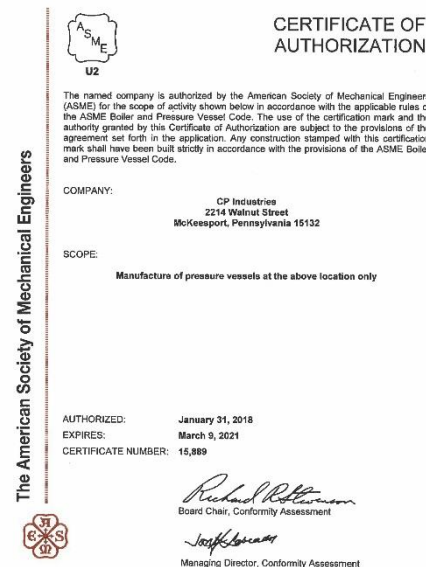 ASME
U2
CERTIFICATE OF
AUTHORIZATION
The named company is authorized by the American Society of Mechanical Engineer
(ASME) for the scope of activity shown below in accordance with the applicable rules o
the ASME Boiler and Pressure Vessel Code. The use of the certification mark and th
authority granted by this Certificate of Authorization are subject to the provisions of th
agreement set forth in the application. Any construction stamped with this certification
mark shall have been built strictly in accordance with the provisions of the ASME Boile
and Pressure Vessel Code.
COMPANY:
CP Industries
2214 Walnut Street
McKeesport, Pennsylvania 15132
SCOPE:
Manufacture of pressure vessels at the above location only
AUTHORIZED: January 31, 2018
EXPIRES: March 9, 2021
CERTIFICATE NUMBER: 15,889
Board Chair, Conformity Assessment
Managing Director, Conformity Assessment
The American Society of Mechanical Engineers
ASME